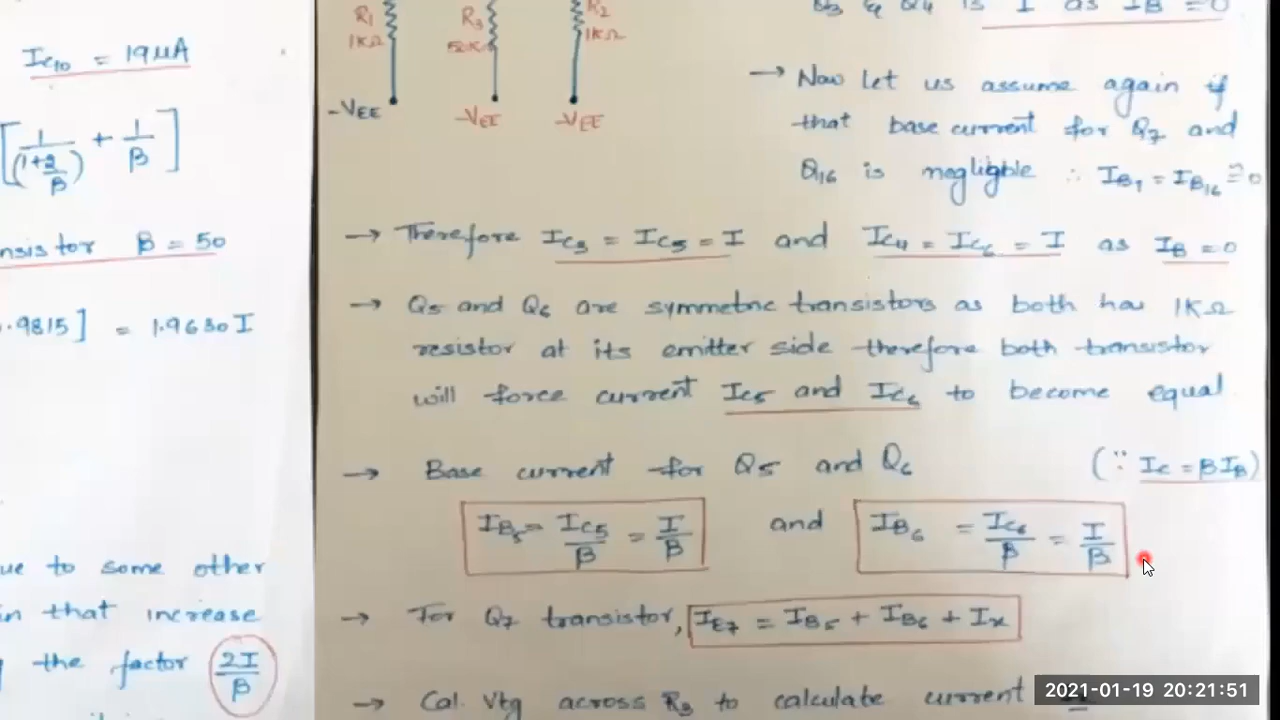 Ic10 = 19μA
[1/(1+2/β) + 1/β]
nsistor β = 50
.9815] = 1.9630I
ue to some other
in that increase
the factor 2I/β
R1
1KΩ
R3
50K
R2
1KΩ
-VEE
-VEE
-VEE
Q3 & Q4 is I as IB = 0
→ Now let us assume again if
that base current for Q7 and
Q16 is negligble ∴ IB7 = IB16 ≅ 0
→ Therefore IC3 = IC5 = I and IC4 = IC6 = I as IB = 0
→ Q5 and Q6 are symmetric transistors as both has 1KΩ
resistor at its emitter side therefore both transistor
will force current IC5 and IC6 to become equal
→ Base current for Q5 and Q6 (∵ IC = βIB)
IB5 = IC5/β = I/β and IB6 = IC6/β = I/β
→ For Q7 transistor, IE7 = IB5 + IB6 + Ix
→ Cal. Vtg across R3 to calculate current
2021-01-19 20:21:51